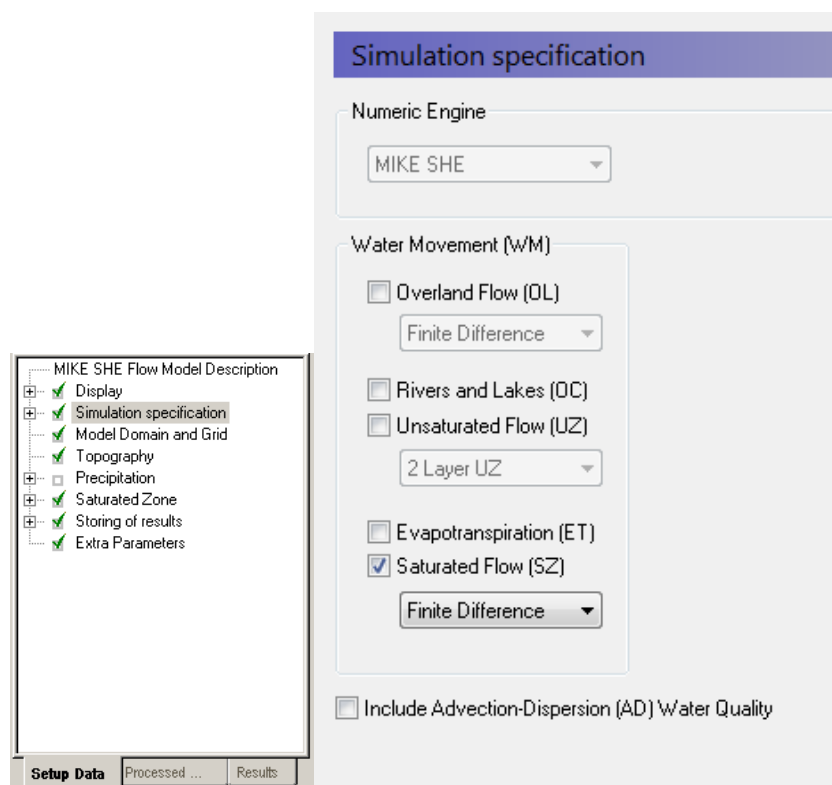 MIKE SHE Flow Model Description
Display
Simulation specification
Model Domain and Grid
Topography
Precipitation
Saturated Zone
Storing of results
Extra Parameters
Setup Data
Processed ...
Results
Simulation specification
Numeric Engine
MIKE SHE
Water Movement (WM)
Overland Flow (OL)
Finite Difference
Rivers and Lakes (OC)
Unsaturated Flow (UZ)
2 Layer UZ
Evapotranspiration (ET)
Saturated Flow (SZ)
Finite Difference
Include Advection-Dispersion (AD) Water Quality